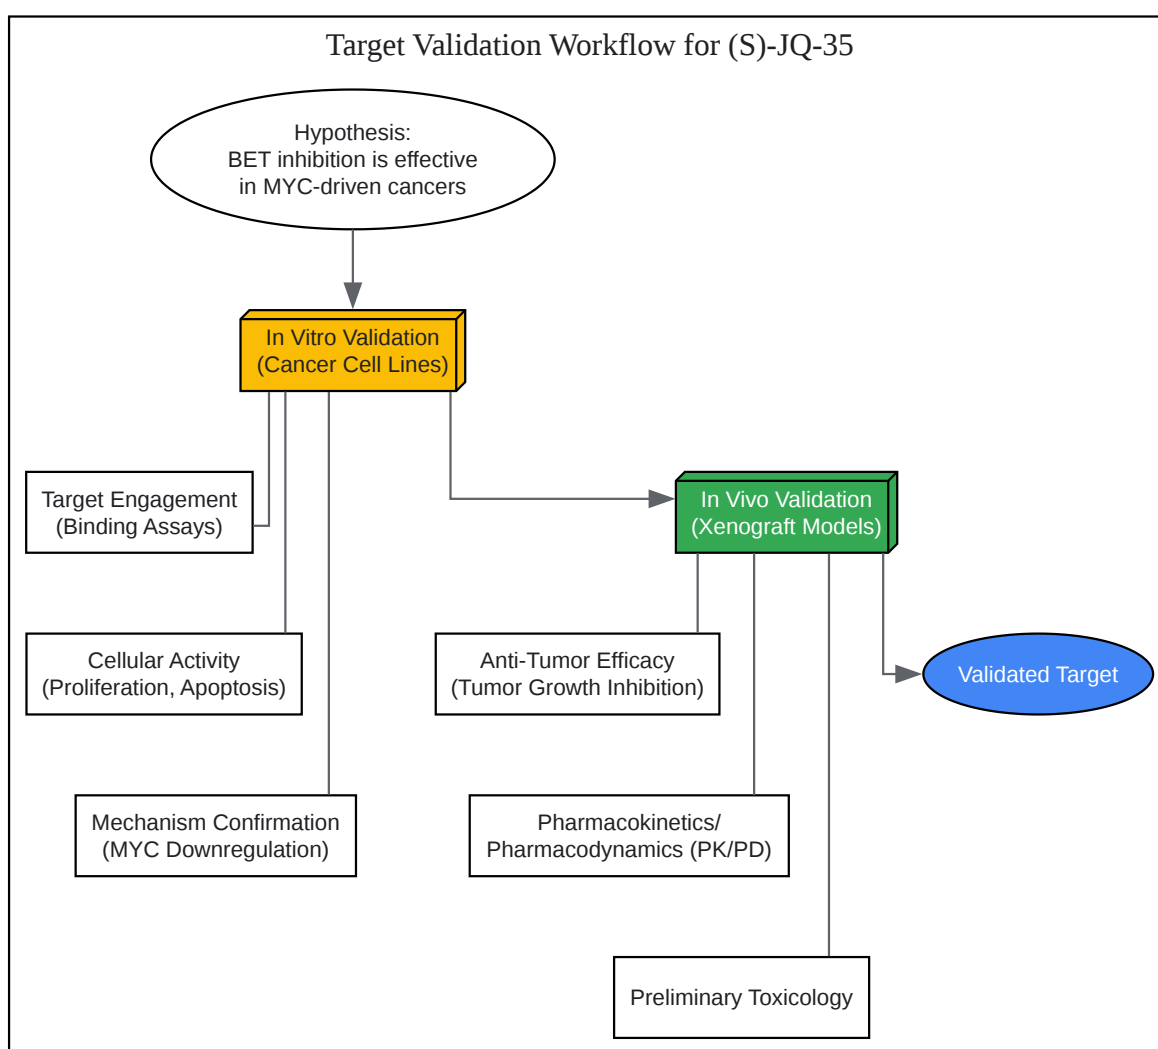 Target Validation Workflow for (S)-JQ-35
Hypothesis:
BET inhibition is effective
in MYC-driven cancers
In Vitro Validation
(Cancer Cell Lines)
Target Engagement
(Binding Assays)
In Vivo Validation
(Xenograft Models)
Cellular Activity
(Proliferation, Apoptosis)
Anti-Tumor Efficacy
(Tumor Growth Inhibition)
Validated Target
Mechanism Confirmation
(MYC Downregulation)
Pharmacokinetics/
Pharmacodynamics (PK/PD)
Preliminary Toxicology